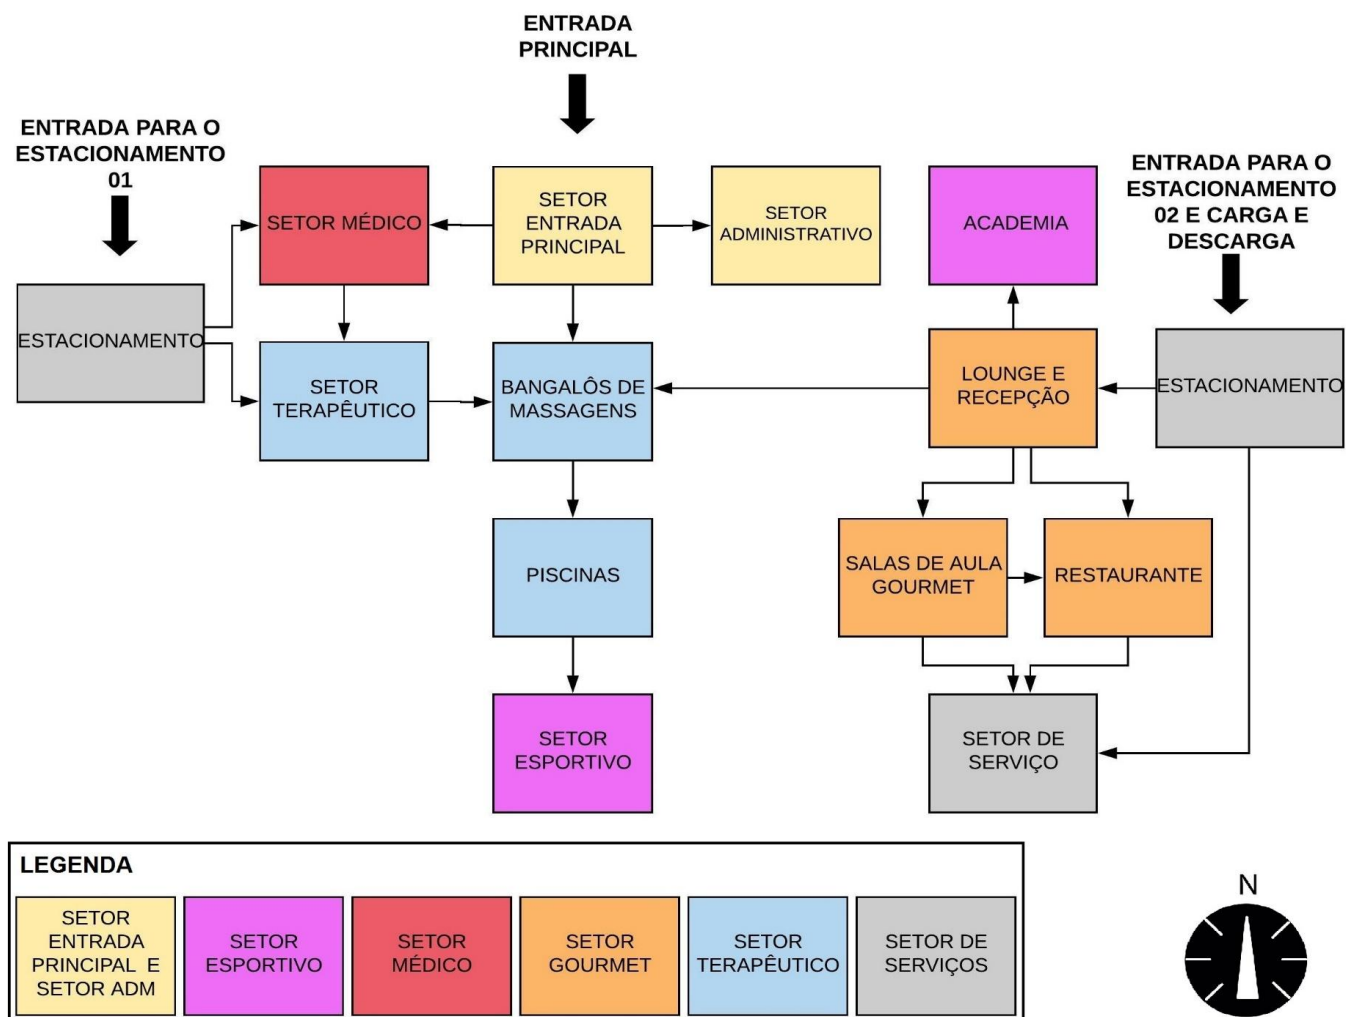 ENTRADA
PRINCIPAL
ENTRADA PARA O
ESTACIONAMENTO
01
ENTRADA PARA O
ESTACIONAMENTO
02 E CARGA E
DESCARGA
SETOR MÉDICO
SETOR
ENTRADA
PRINCIPAL
SETOR
ADMINISTRATIVO
ACADEMIA
ESTACIONAMENTO
SETOR
TERAPÊUTICO
BANGALÔS DE
MASSAGENS
LOUNGE E
RECEPÇÃO
ESTACIONAMENTO
PISCINAS
SALAS DE AULA
GOURMET
RESTAURANTE
SETOR
ESPORTIVO
SETOR DE
SERVIÇO
LEGENDA
SETOR
ENTRADA
PRINCIPAL E
SETOR ADM
SETOR
ESPORTIVO
SETOR
MÉDICO
SETOR
GOURMET
SETOR
TERAPÊUTICO
SETOR DE
SERVIÇOS
N